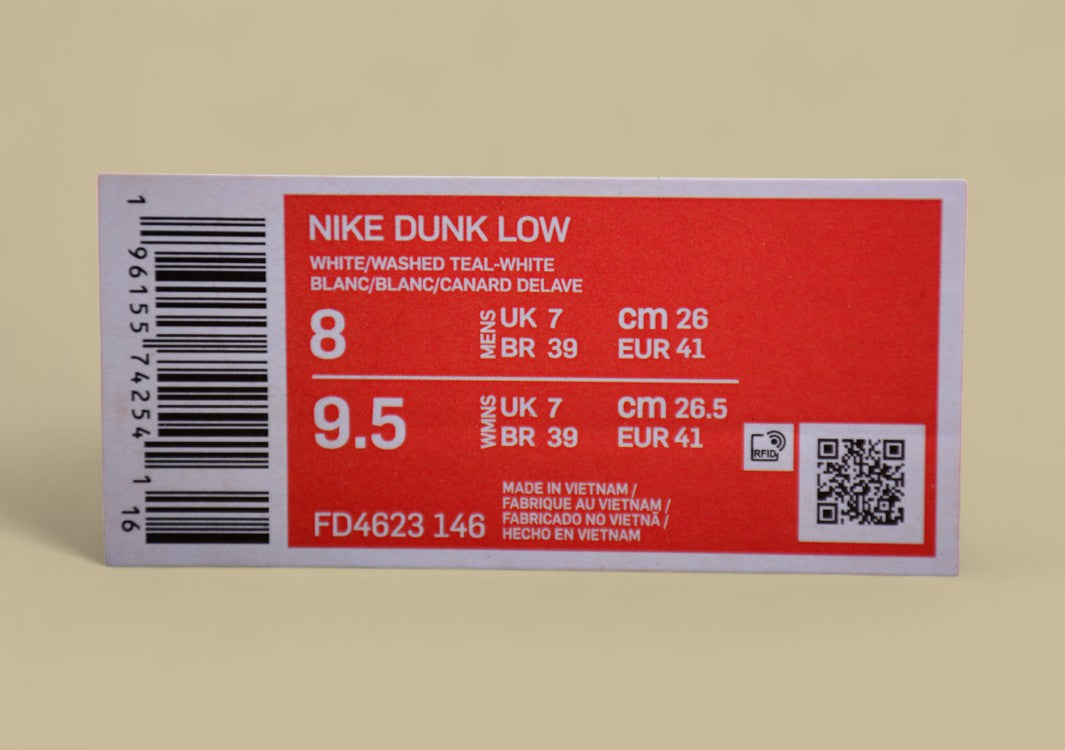 1 96155 74254 1 16
NIKE DUNK LOW
WHITE/WASHED TEAL-WHITE
BLANC/BLANC/CANARD DELAVE
8 MENS UK 7 cm 26
BR 39 EUR 41
9.5 WMNS UK 7 cm 26.5
BR 39 EUR 41
RFID
FD4623 146
MADE IN VIETNAM /
FABRIQUE AU VIETNAM /
FABRICADO NO VIETNÃ /
HECHO EN VIETNAM